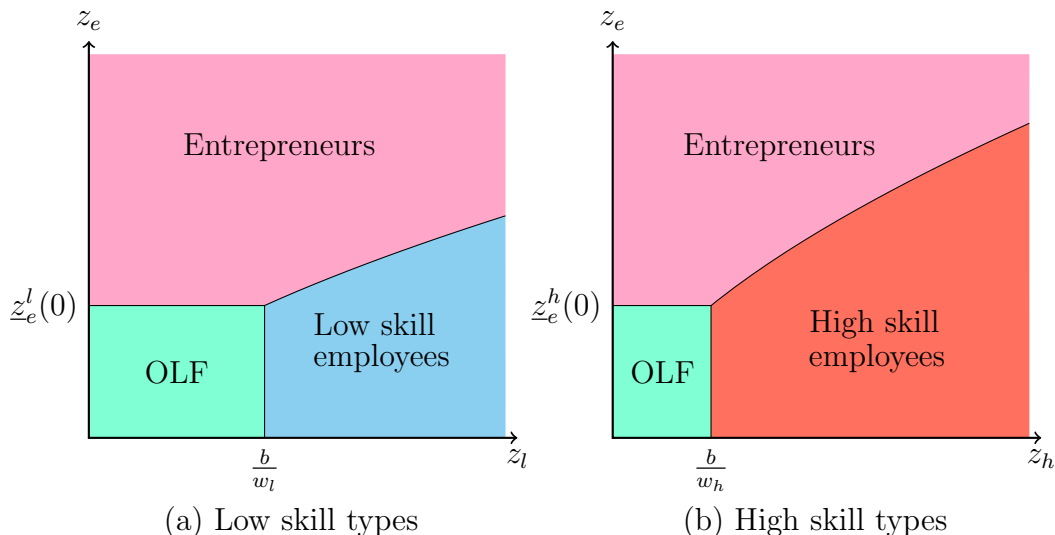 z_e
Entrepreneurs
z̲_e^l(0)
Low skill
employees
OLF
b/w_l
z_l
(a) Low skill types
z_e
Entrepreneurs
z̲_e^h(0)
High skill
employees
OLF
b/w_h
z_h
(b) High skill types